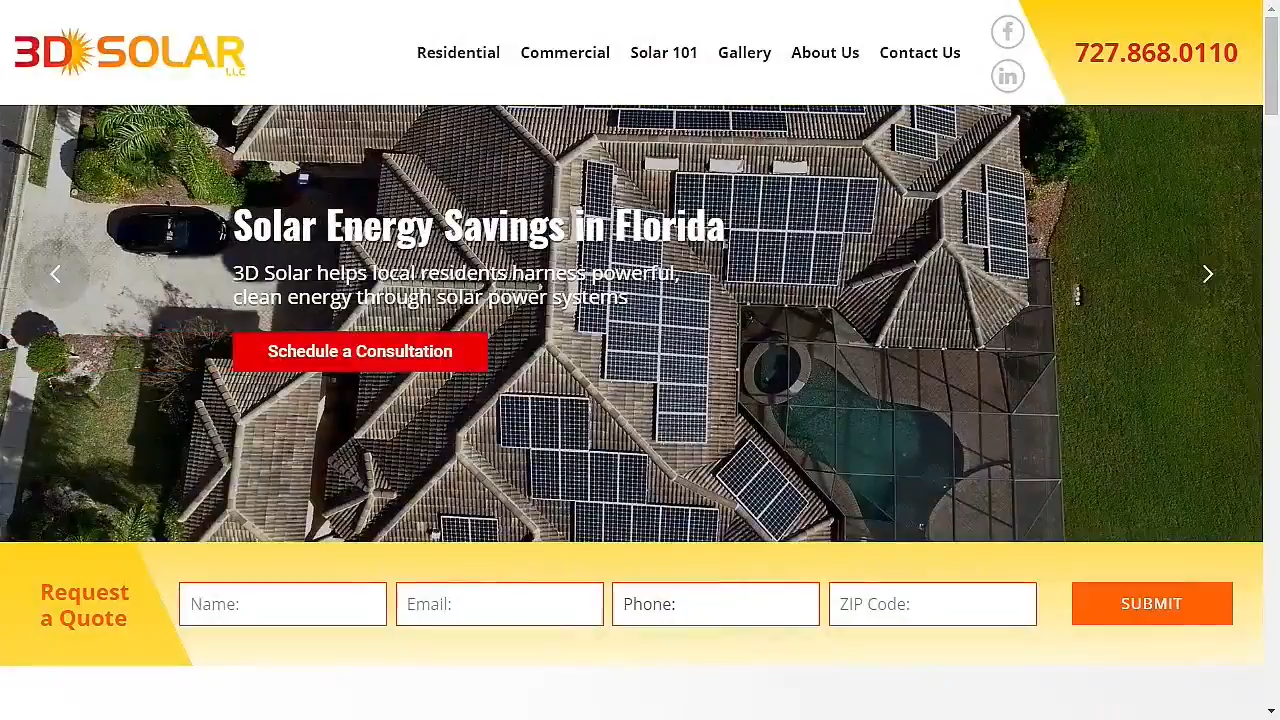 3D SOLAR LLC
Residential
Commercial
Solar 101
Gallery
About Us
Contact Us
f
in
727.868.0110
Solar Energy Savings in Florida
3D Solar helps local residents harness powerful,
clean energy through solar power systems
Schedule a Consultation
Request
a Quote
Name:
Email:
Phone:
ZIP Code:
SUBMIT